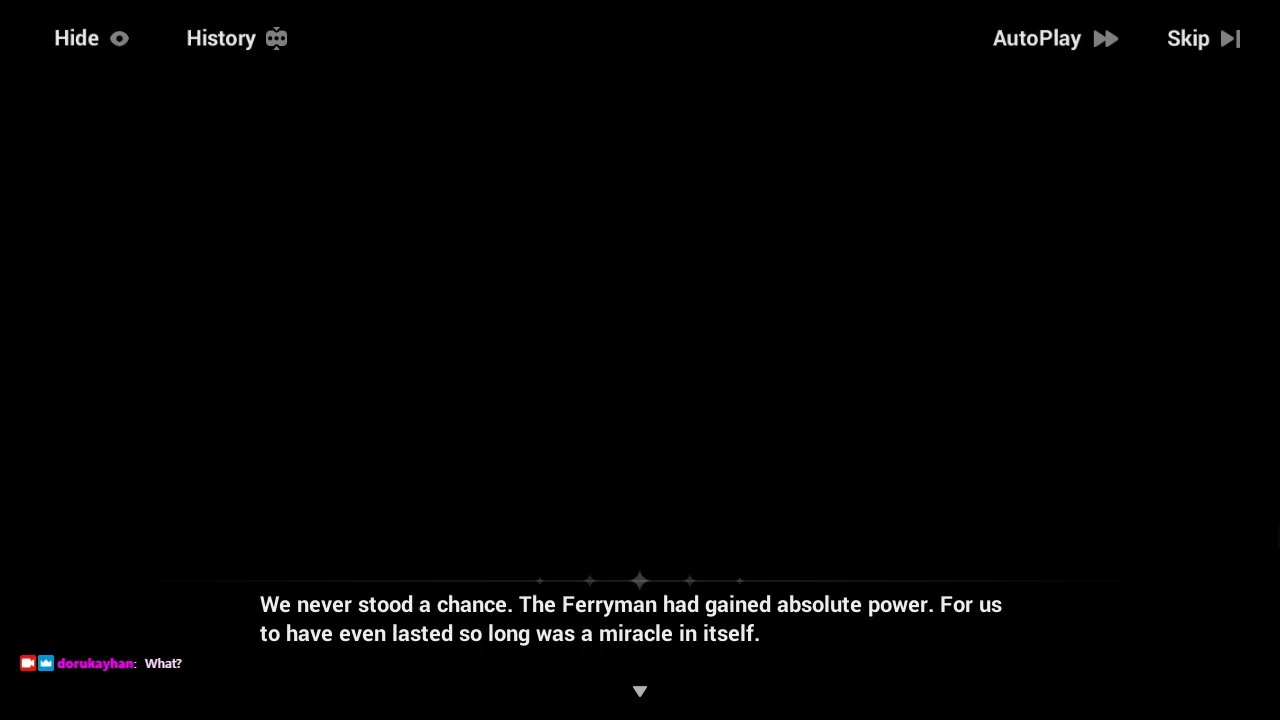 Hide
History
AutoPlay
Skip
We never stood a chance. The Ferryman had gained absolute power. For us
to have even lasted so long was a miracle in itself.
dorukayhan: What?